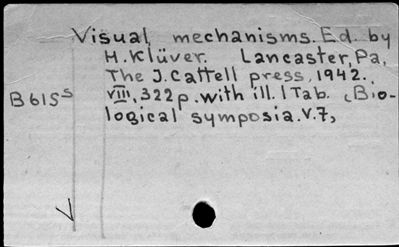 Visual mechanisms. Ed. by
H. Klüver. Lancaster, Pa,
The J. Cattell press, 1942.
B615s VIII, 322 p. with ill. 1 Tab. (Bio-
logical symposia. V. 7,